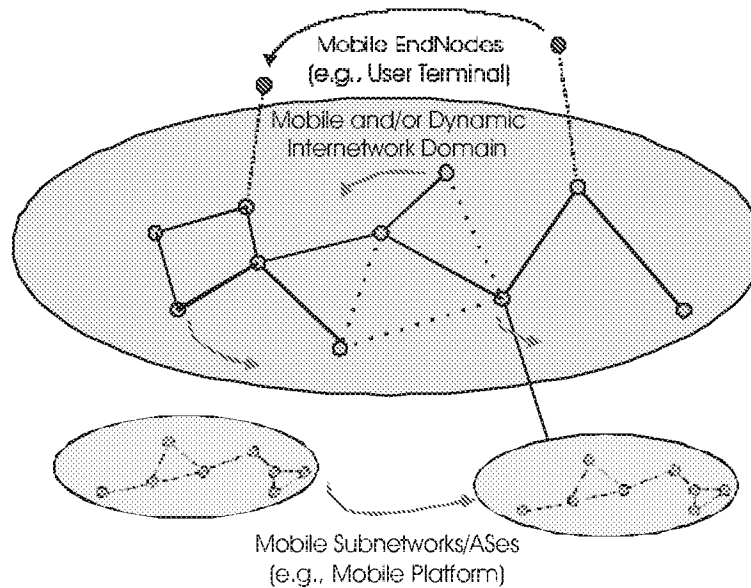 Mobile EndNodes
(e.g., User Terminal)
Mobile and/or Dynamic
Internetwork Domain
Mobile Subnetworks/ASes
(e.g., Mobile Platform)